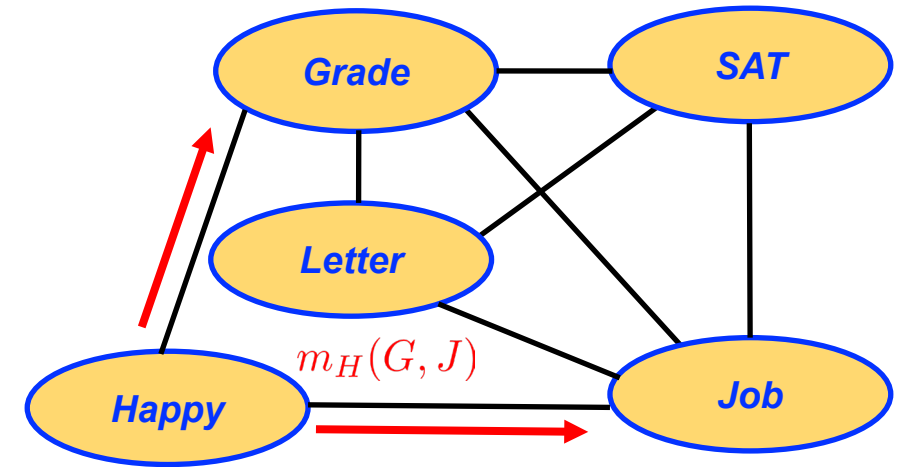 Grade
SAT
Letter
m_H(G, J)
Happy
Job